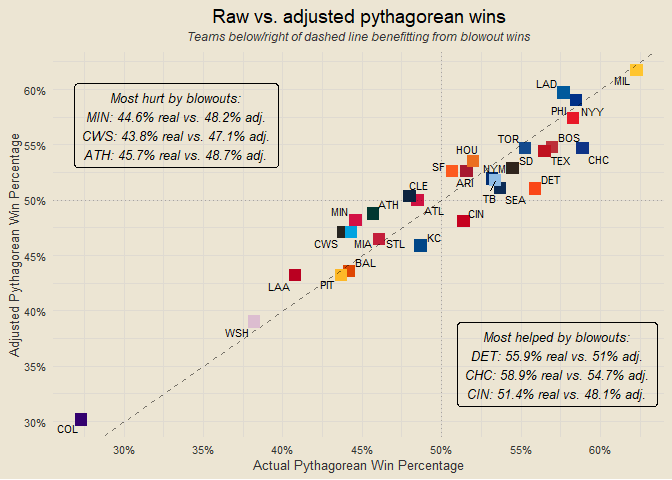 Raw vs. adjusted pythagorean wins
Teams below/right of dashed line benefitting from blowout wins
Adjusted Pythagorean Win Percentage
60%
55%
50%
45%
40%
35%
30%
Most hurt by blowouts:
MIN: 44.6% real vs. 48.2% adj.
CWS: 43.8% real vs. 47.1% adj.
ATH: 45.7% real vs. 48.7% adj.
MIL
LAD
PHI
NYY
TOR
BOS
HOU
SF
NYM
SD
TEX
CHC
ARI
CLE
DET
TB
SEA
ATH
MIN
ATL
CIN
CWS
MIA
STL
KC
BAL
LAA
PIT
WSH
COL
Most helped by blowouts:
DET: 55.9% real vs. 51% adj.
CHC: 58.9% real vs. 54.7% adj.
CIN: 51.4% real vs. 48.1% adj.
30%
35%
40%
45%
50%
55%
60%
Actual Pythagorean Win Percentage